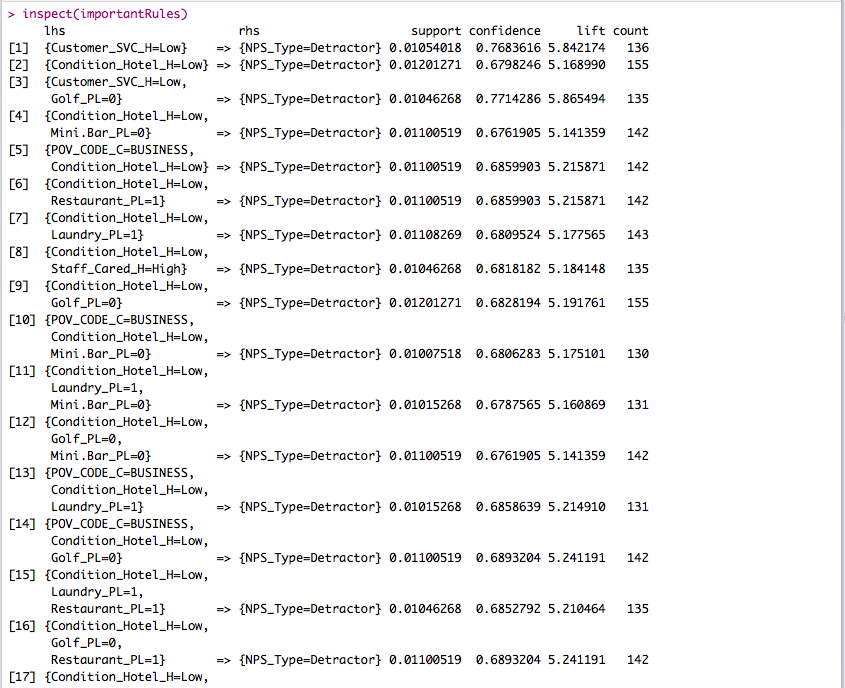 > inspect(importantRules)
     lhs                       rhs                    support confidence     lift count
[1]  {Customer_SVC_H=Low}    => {NPS_Type=Detractor} 0.01054018  0.7683616 5.842174   136
[2]  {Condition_Hotel_H=Low} => {NPS_Type=Detractor} 0.01201271  0.6798246 5.168990   155
[3]  {Customer_SVC_H=Low,
      Golf_PL=0}             => {NPS_Type=Detractor} 0.01046268  0.7714286 5.865494   135
[4]  {Condition_Hotel_H=Low,
      Mini.Bar_PL=0}         => {NPS_Type=Detractor} 0.01100519  0.6761905 5.141359   142
[5]  {POV_CODE_C=BUSINESS,
      Condition_Hotel_H=Low} => {NPS_Type=Detractor} 0.01100519  0.6859903 5.215871   142
[6]  {Condition_Hotel_H=Low,
      Restaurant_PL=1}       => {NPS_Type=Detractor} 0.01100519  0.6859903 5.215871   142
[7]  {Condition_Hotel_H=Low,
      Laundry_PL=1}          => {NPS_Type=Detractor} 0.01108269  0.6809524 5.177565   143
[8]  {Condition_Hotel_H=Low,
      Staff_Cared_H=High}    => {NPS_Type=Detractor} 0.01046268  0.6818182 5.184148   135
[9]  {Condition_Hotel_H=Low,
      Golf_PL=0}             => {NPS_Type=Detractor} 0.01201271  0.6828194 5.191761   155
[10] {POV_CODE_C=BUSINESS,
      Condition_Hotel_H=Low,
      Mini.Bar_PL=0}         => {NPS_Type=Detractor} 0.01007518  0.6806283 5.175101   130
[11] {Condition_Hotel_H=Low,
      Laundry_PL=1,
      Mini.Bar_PL=0}         => {NPS_Type=Detractor} 0.01015268  0.6787565 5.160869   131
[12] {Condition_Hotel_H=Low,
      Golf_PL=0,
      Mini.Bar_PL=0}         => {NPS_Type=Detractor} 0.01100519  0.6761905 5.141359   142
[13] {POV_CODE_C=BUSINESS,
      Condition_Hotel_H=Low,
      Laundry_PL=1}          => {NPS_Type=Detractor} 0.01015268  0.6858639 5.214910   131
[14] {POV_CODE_C=BUSINESS,
      Condition_Hotel_H=Low,
      Golf_PL=0}             => {NPS_Type=Detractor} 0.01100519  0.6893204 5.241191   142
[15] {Condition_Hotel_H=Low,
      Laundry_PL=1,
      Restaurant_PL=1}       => {NPS_Type=Detractor} 0.01046268  0.6852792 5.210464   135
[16] {Condition_Hotel_H=Low,
      Golf_PL=0,
      Restaurant_PL=1}       => {NPS_Type=Detractor} 0.01100519  0.6893204 5.241191   142
[17] {Condition_Hotel_H=Low,